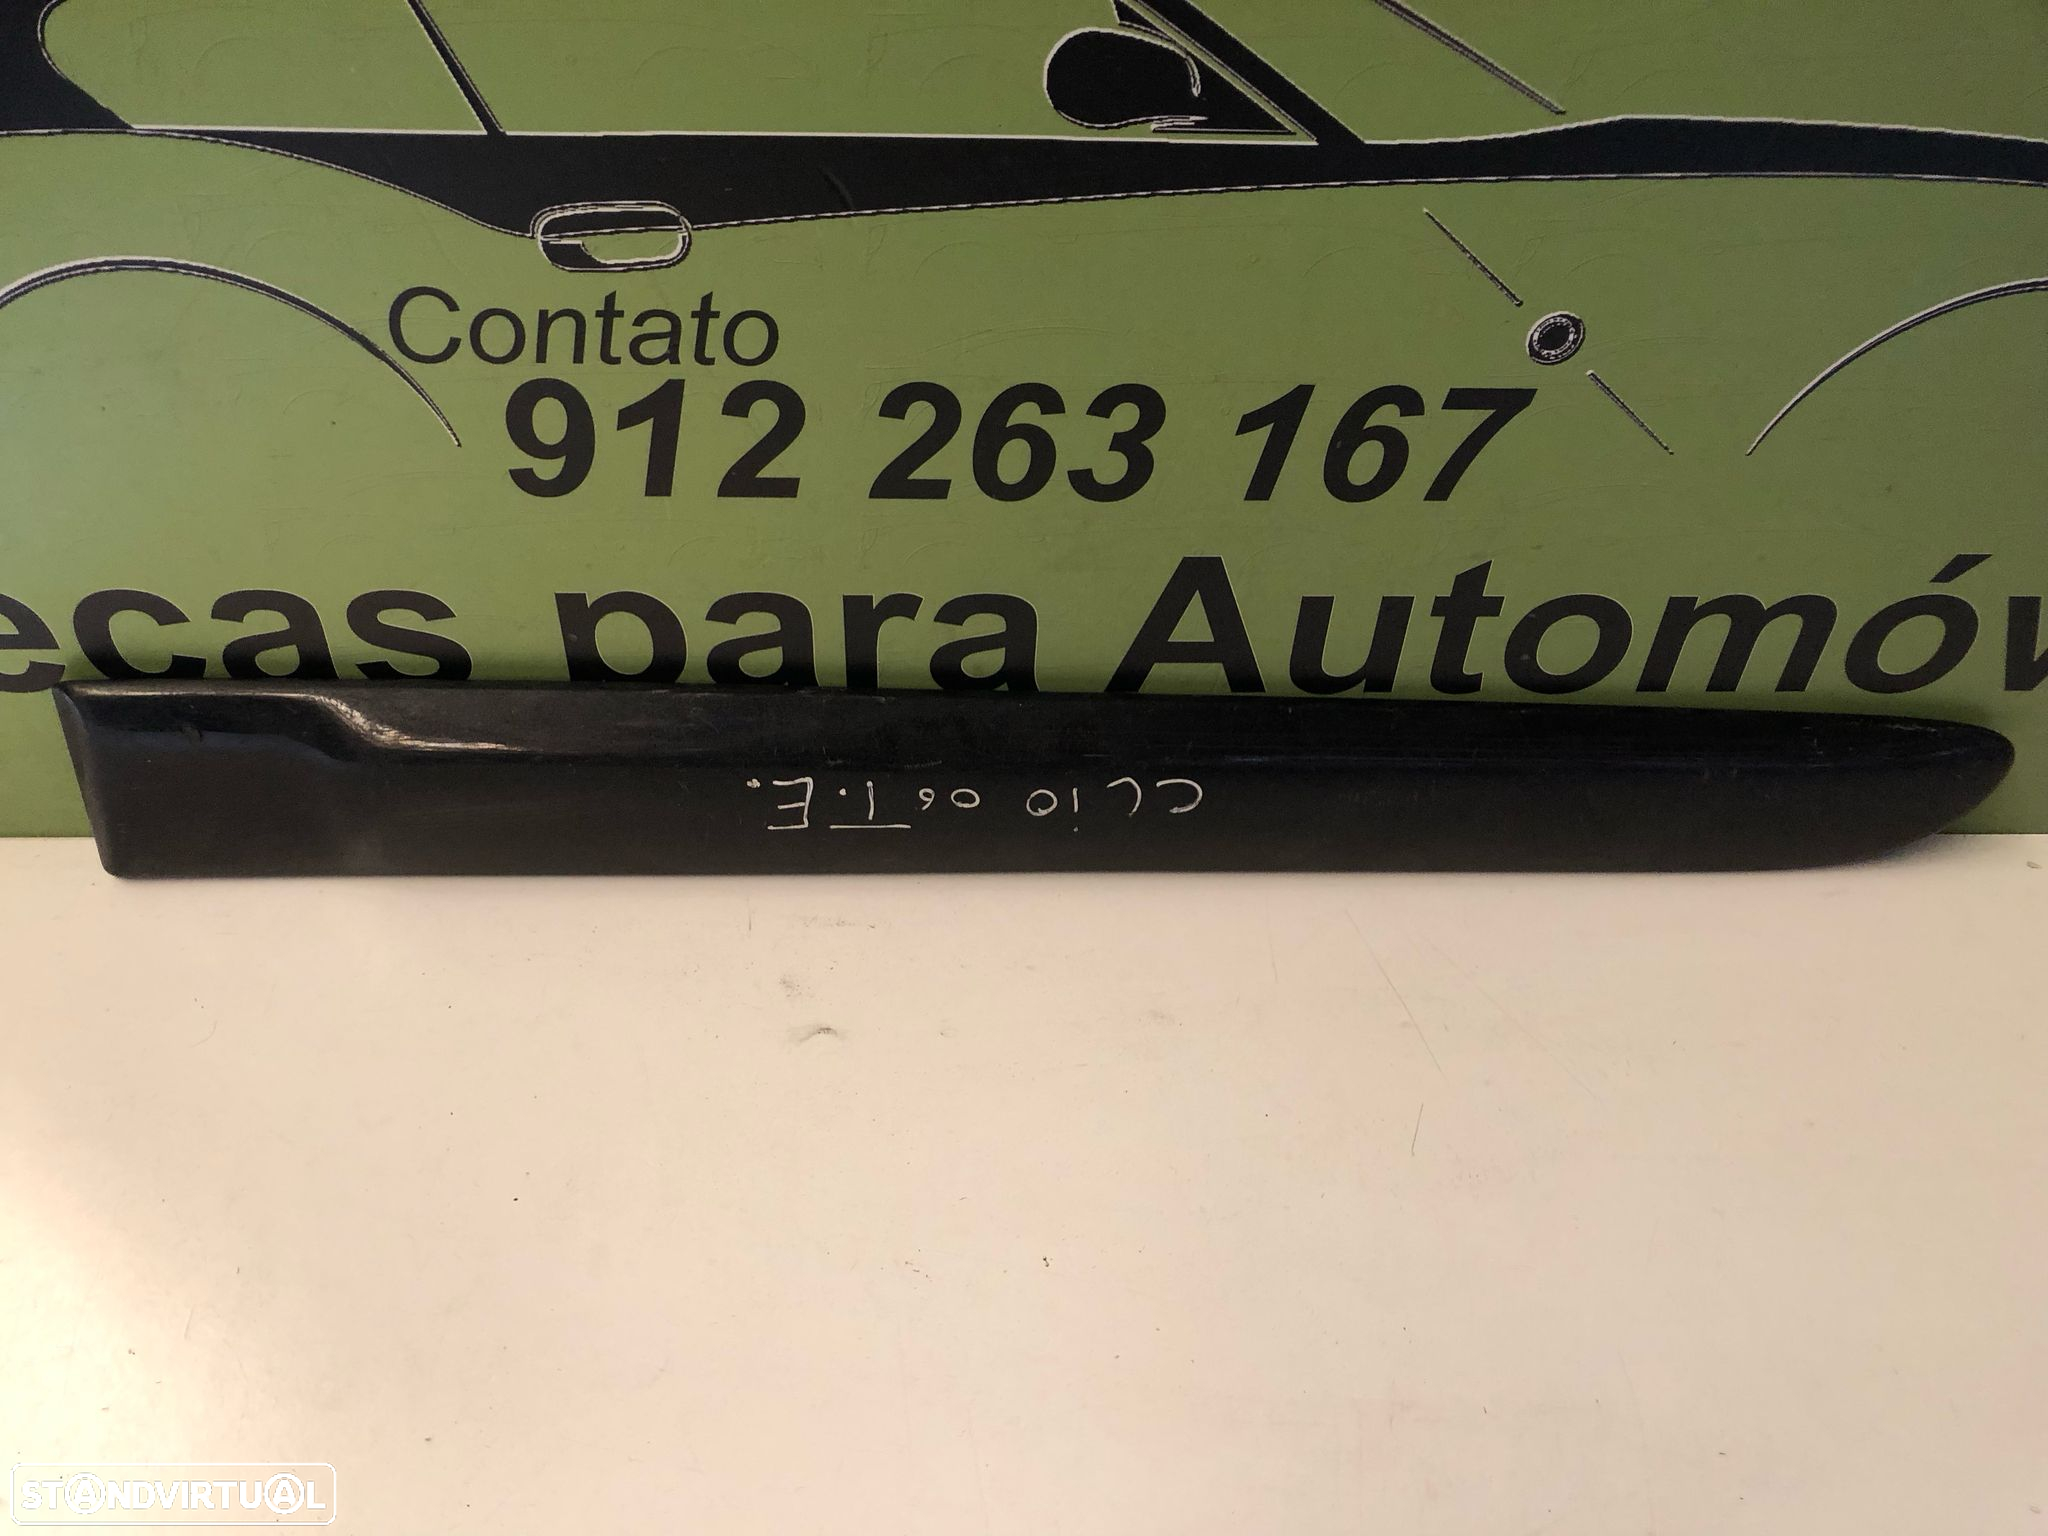 Contato
912 263 167
ecas para Automóv
CLiO 06 T.E.
STANDVIRTUAL